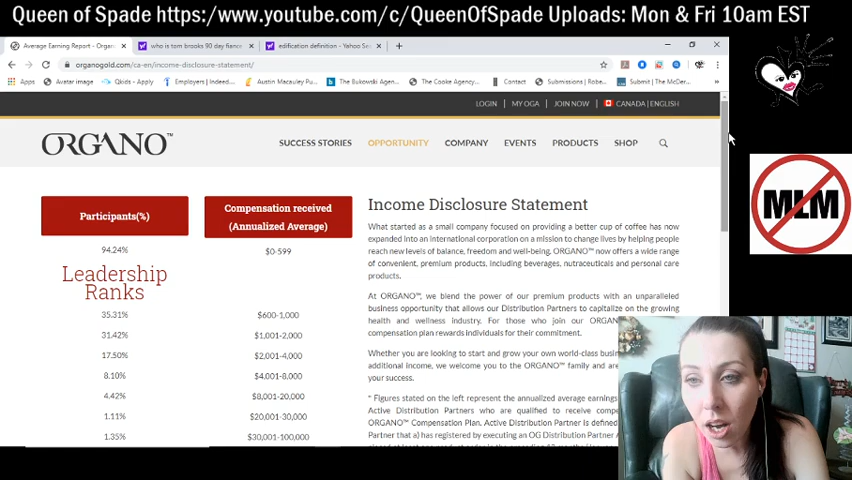 Queen of Spade https:/www.youtube.com/c/QueenOfSpade Uploads: Mon & Fri 10am EST
Average Earning Report - Organ
who is tom brooks 90 day fiance
edification definition - Yahoo Se
organogold.com/ca-en/income-disclosure-statement/
Apps
Avatar image
Qkids - Apply
Employers | Indeed...
Austin Macauley Pu...
The Bukowski Agen...
The Cooke Agency...
Contact
Submissions | Robe...
Submit | The McDer...
LOGIN | MY OGA | JOIN NOW | CANADA | ENGLISH
ORGANO™
SUCCESS STORIES
OPPORTUNITY
COMPANY
EVENTS
PRODUCTS
SHOP
MLM
Participants(%)
Compensation received
(Annualized Average)
94.24%
$0-599
Leadership
Ranks
35.31%
$600-1,000
31.42%
$1,001-2,000
17.50%
$2,001-4,000
8.10%
$4,001-8,000
4.42%
$8,001-20,000
1.11%
$20,001-30,000
1.35%
$30,001-100,000
Income Disclosure Statement
What started as a small company focused on providing a better cup of coffee has now
expanded into an international corporation on a mission to change lives by helping people
reach new levels of balance, freedom and well-being. ORGANO™ now offers a wide range
of convenient, premium products, including beverages, nutraceuticals and personal care
products.
At ORGANO™, we blend the power of our premium products with an unparalleled
business opportunity that allows our Distribution Partners to capitalize on the growing
health and wellness industry. For those who join our ORGAN
compensation plan rewards individuals for their commitment.
Whether you are looking to start and grow your own world-class busin
additional income, we welcome you to the ORGANO™ family and are
your success.
* Figures stated on the left represent the annualized average earnings
Active Distribution Partners who are qualified to receive compe
ORGANO™ Compensation Plan. Active Distribution Partner is defined
Partner that a) has registered by executing an OG Distribution Partner A